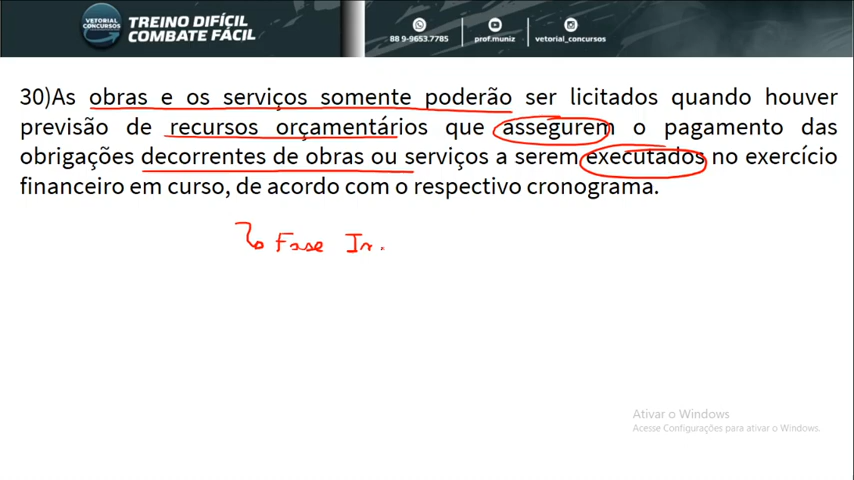 VETORIAL
CONCURSOS
TREINO DIFÍCIL
COMBATE FÁCIL
88 9-9653.7785
prof.muniz
vetorial_concursos
30)As obras e os serviços somente poderão ser licitados quando houver
previsão de recursos orçamentários que assegurem o pagamento das
obrigações decorrentes de obras ou serviços a serem executados no exercício
financeiro em curso, de acordo com o respectivo cronograma.
Fase In
Ativar o Windows
Acesse Configurações para ativar o Windows.